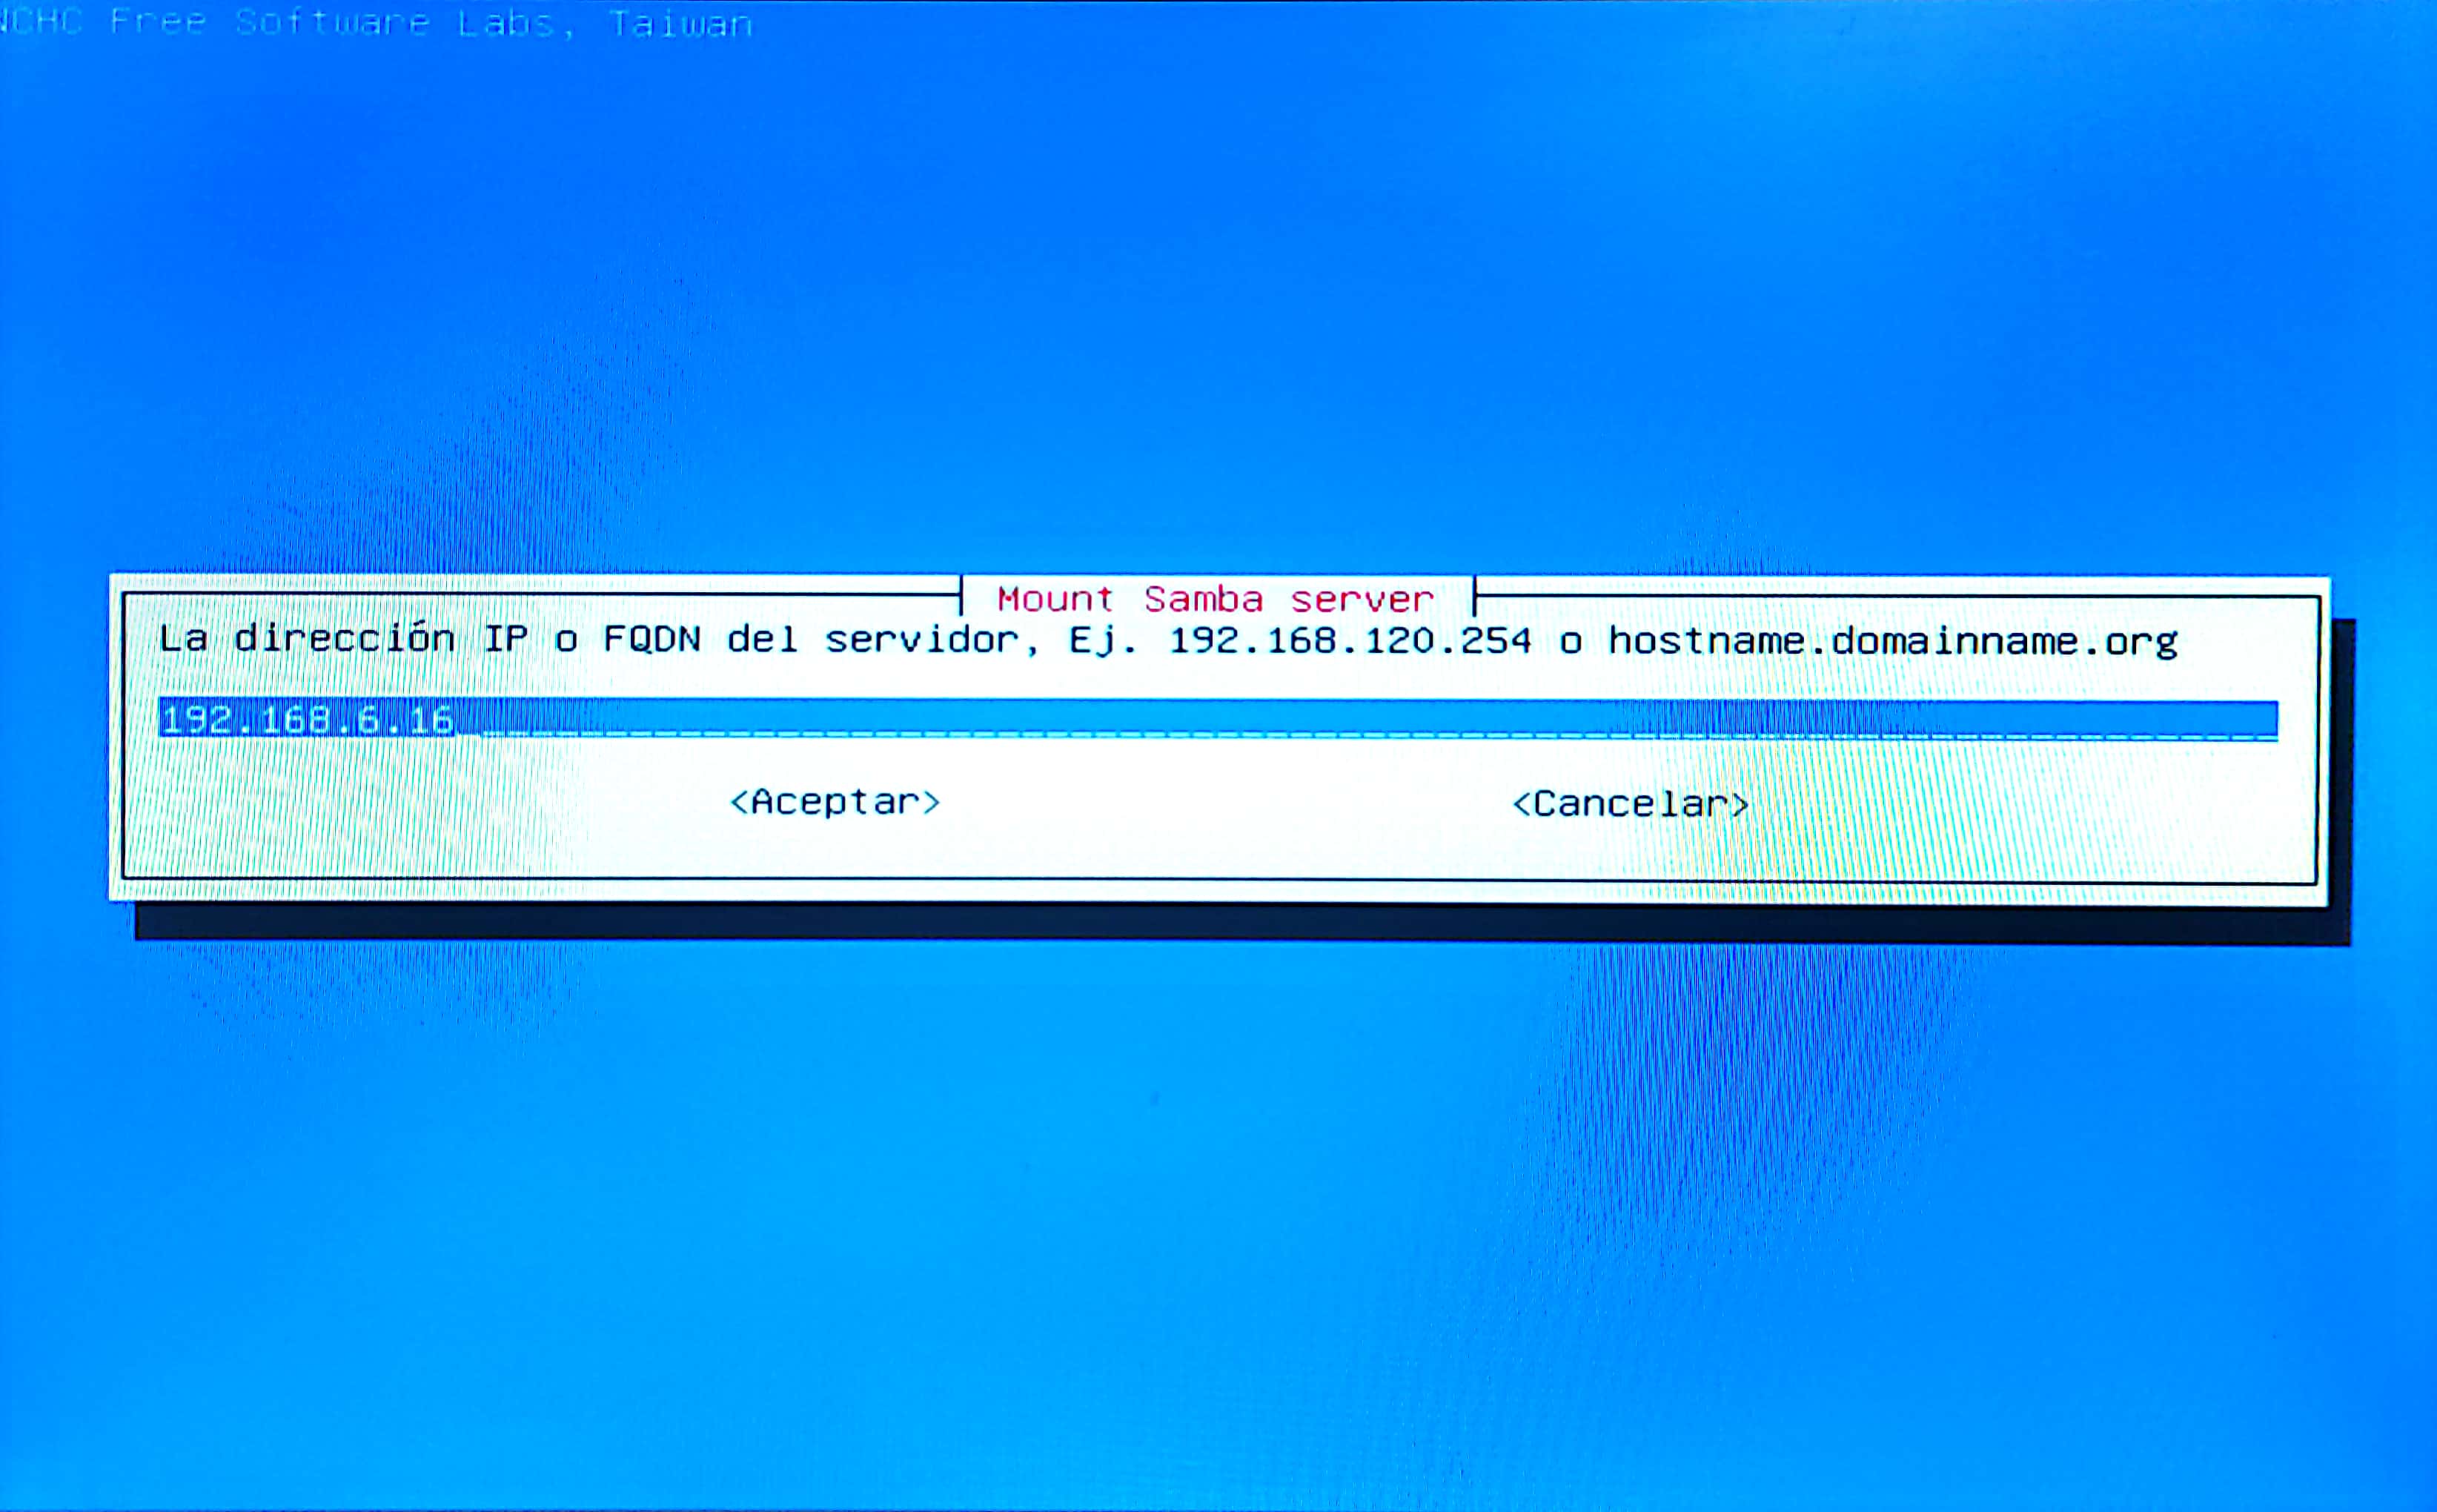 NCHC Free Software Labs, Taiwan
Mount Samba server
La dirección IP o FQDN del servidor, Ej. 192.168.120.254 o hostname.domainname.org
192.168.6.16
<Aceptar> <Cancelar>